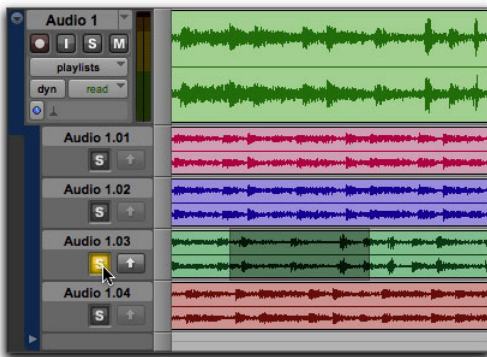 Audio 1
I S M
playlists
dyn read
Audio 1.01
S
Audio 1.02
S
Audio 1.03
S
Audio 1.04
S